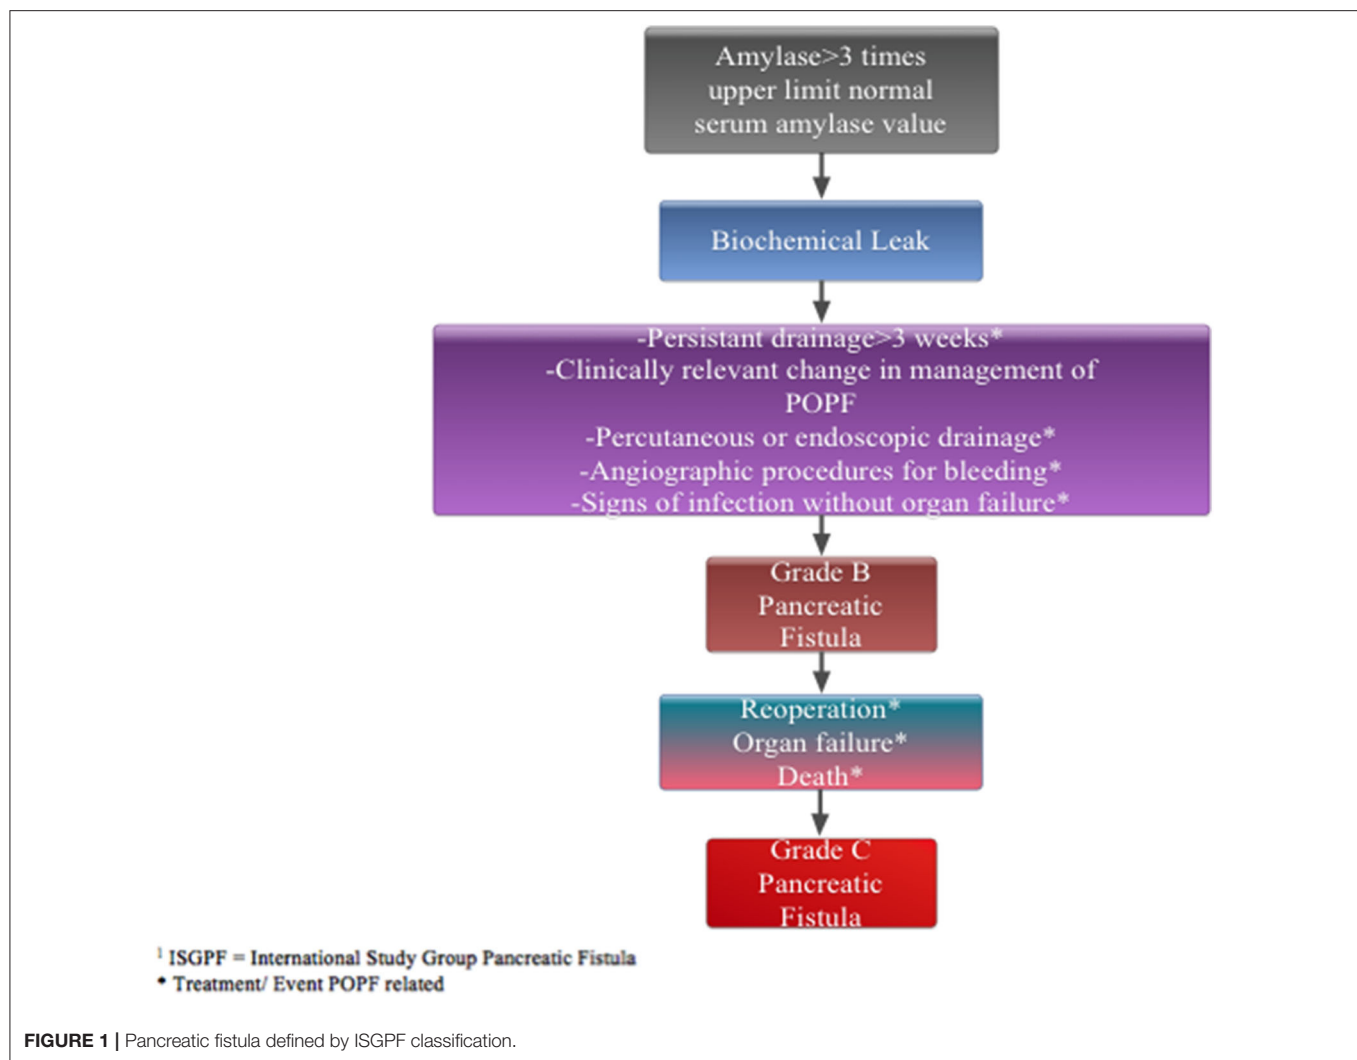 Amylase>3 times
upper limit normal
serum amylase value
Biochemical Leak
-Persistant drainage>3 weeks*
-Clinically relevant change in management of
POPF
-Percutaneous or endoscopic drainage*
-Angiographic procedures for bleeding*
-Signs of infection without organ failure*
Grade B
Pancreatic
Fistula
Reoperation*
Organ failure*
Death*
Grade C
Pancreatic
Fistula
¹ ISGPF = International Study Group Pancreatic Fistula
* Treatment/ Event POPF related
FIGURE 1 | Pancreatic fistula defined by ISGPF classification.